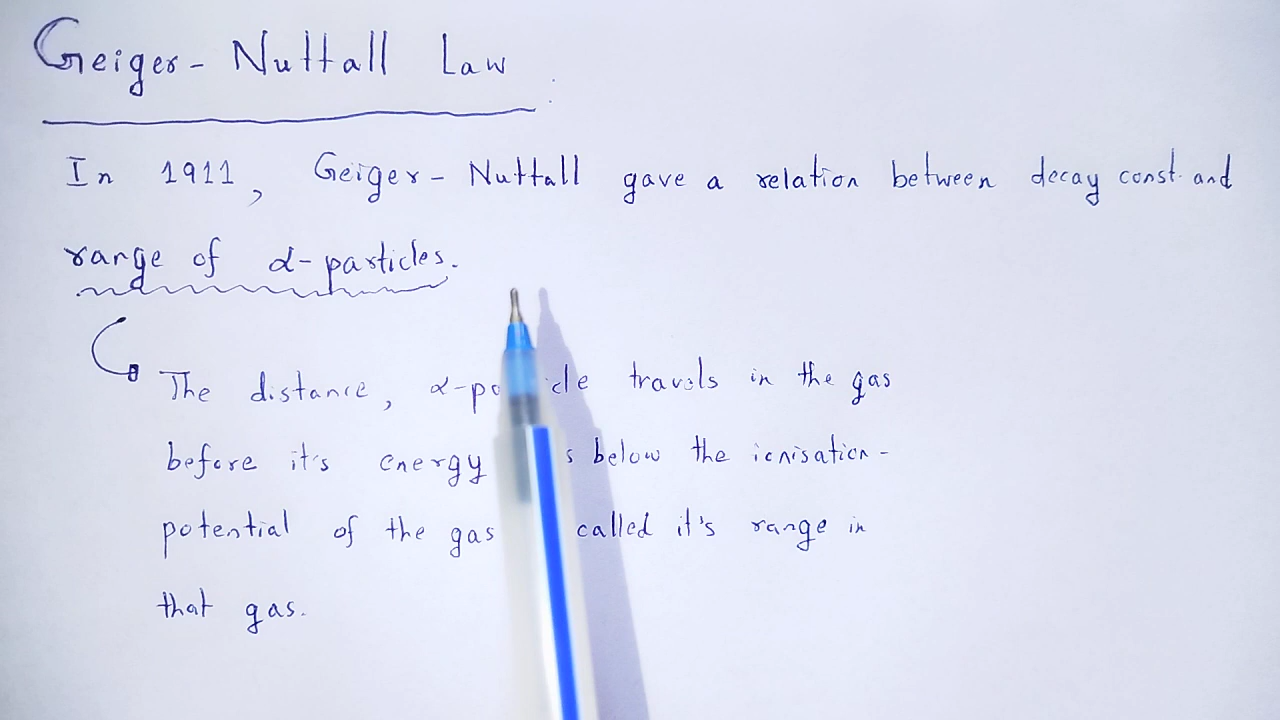 Geiger - Nuttall Law
In 1911, Geiger - Nuttall gave a relation between decay const. and
range of α-particles.
The distance, α-pa cle travels in the gas
before it's energy s below the ionisation -
potential of the gas called it's range in
that gas.